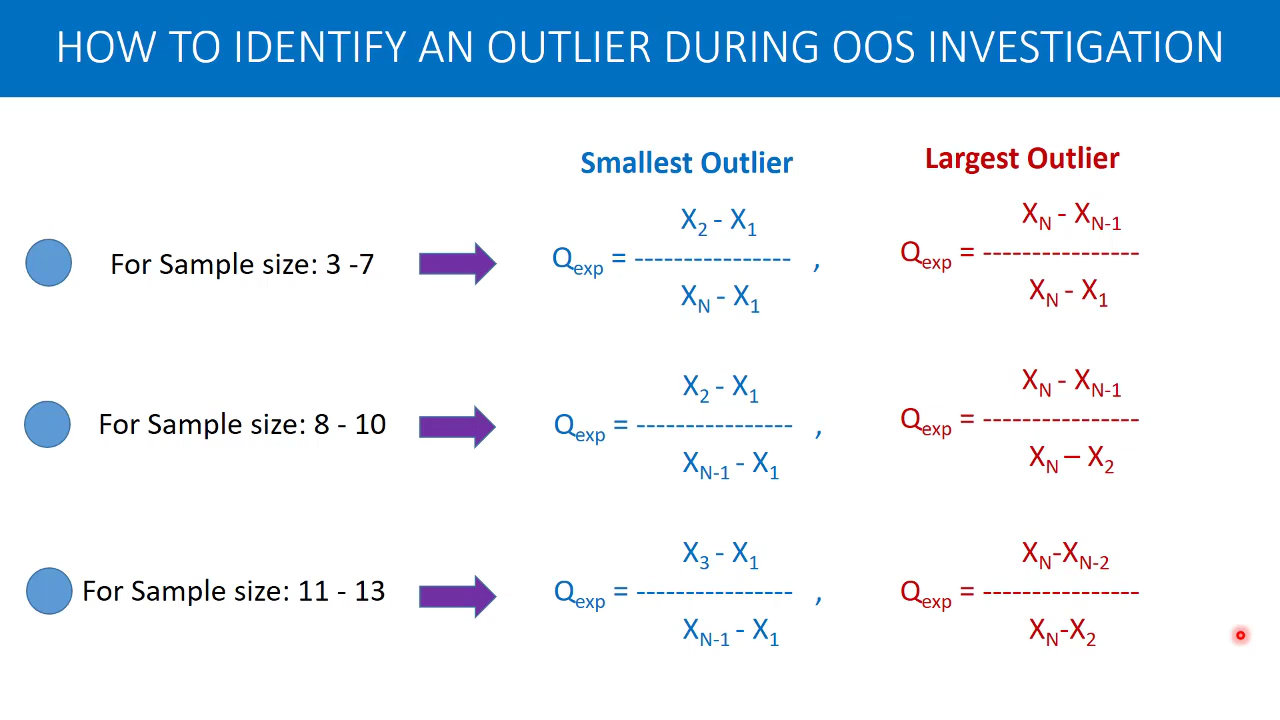 HOW TO IDENTIFY AN OUTLIER DURING OOS INVESTIGATION
Smallest Outlier
Largest Outlier
For Sample size: 3 -7
X2 - X1
Qexp = ---------------- ,
XN - X1
XN - XN-1
Qexp = ----------------
XN - X1
For Sample size: 8 - 10
X2 - X1
Qexp = ---------------- ,
XN-1 - X1
XN - XN-1
Qexp = ----------------
XN – X2
For Sample size: 11 - 13
X3 - X1
Qexp = ---------------- ,
XN-1 - X1
XN-XN-2
Qexp = ----------------
XN-X2